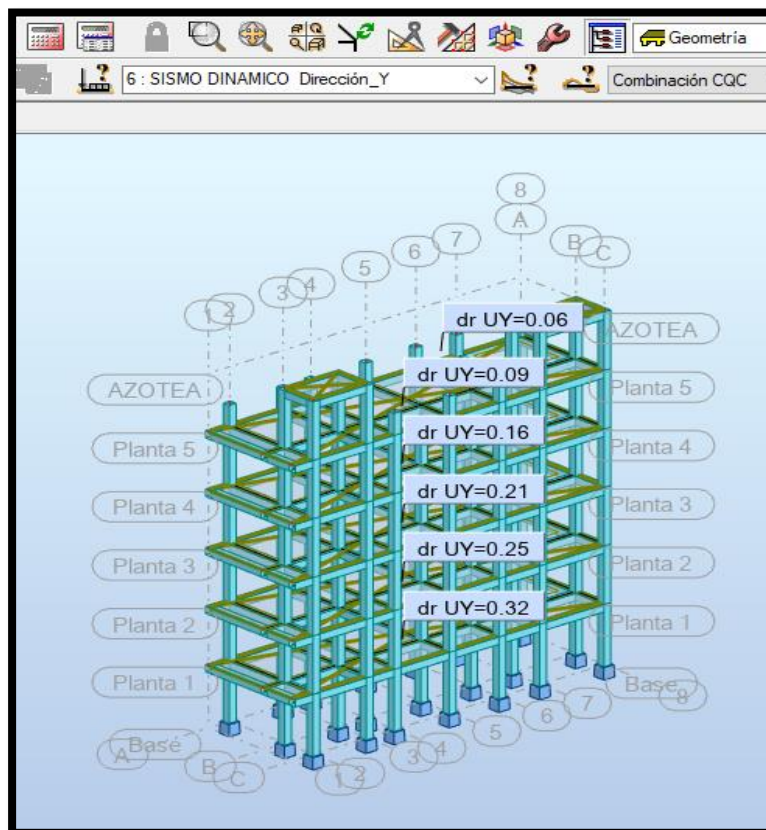 Geometría
6 : SISMO DINAMICO Dirección_Y
Combinación CQC
8
A
7
B
6
C
5
4
3
2
1
dr UY=0.06
AZOTEA
AZOTEA
dr UY=0.09
Planta 5
dr UY=0.16
Planta 5
Planta 4
dr UY=0.21
Planta 4
Planta 3
dr UY=0.25
Planta 3
Planta 2
dr UY=0.32
Planta 2
Planta 1
Planta 1
Base
8
Base
A
7
6
5
B
4
C
3
2
1